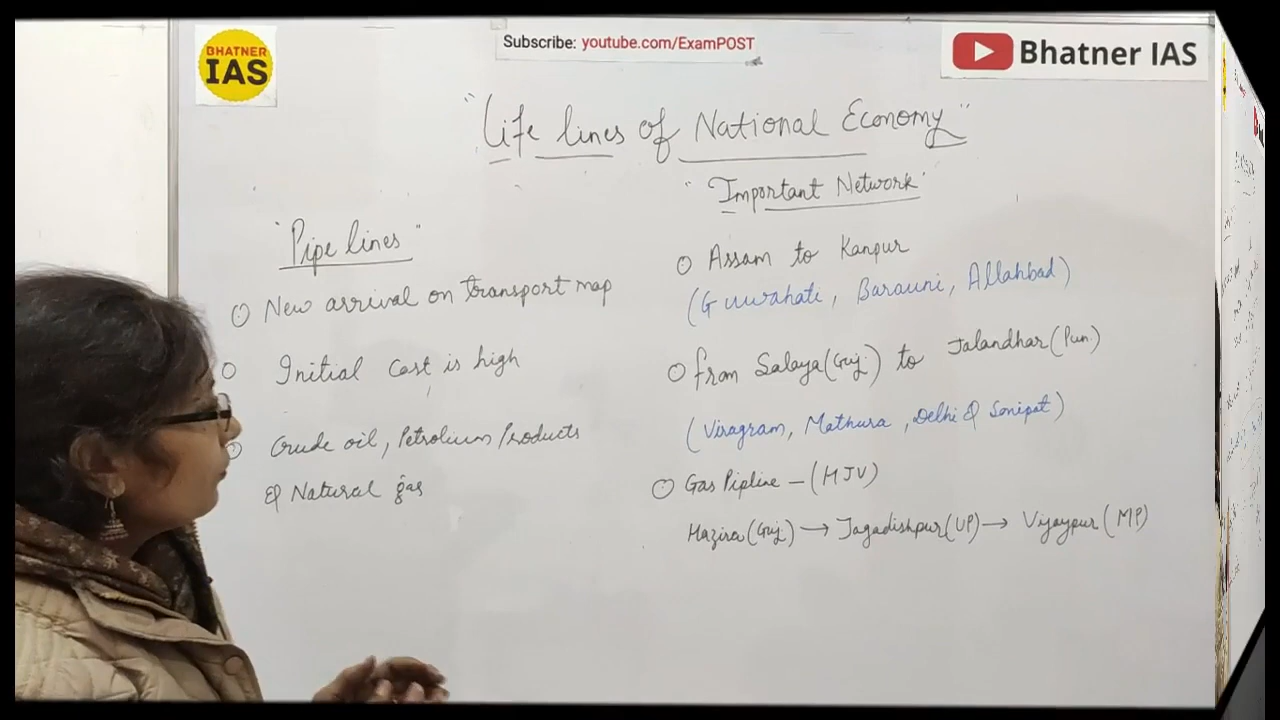 BHATNER
IAS
Subscribe: youtube.com/ExamPOST
Bhatner IAS
"Life lines of National Economy"
"Pipe lines"
○ New arrival on transport map
○ Initial cost is high
○ Crude oil, Petrolium Products
& Natural gas
"Important Network"
○ Assam to Kanpur
(Guwahati, Barauni, Allahbad)
○ from Salaya (Guj.) to Jalandhar (Pun.)
(Viragram, Mathura, Delhi & Sonipat)
○ Gas Pipline - (HJV)
Hazira (Guj.) → Jagadishpur (UP) → Vijaypur (MP)